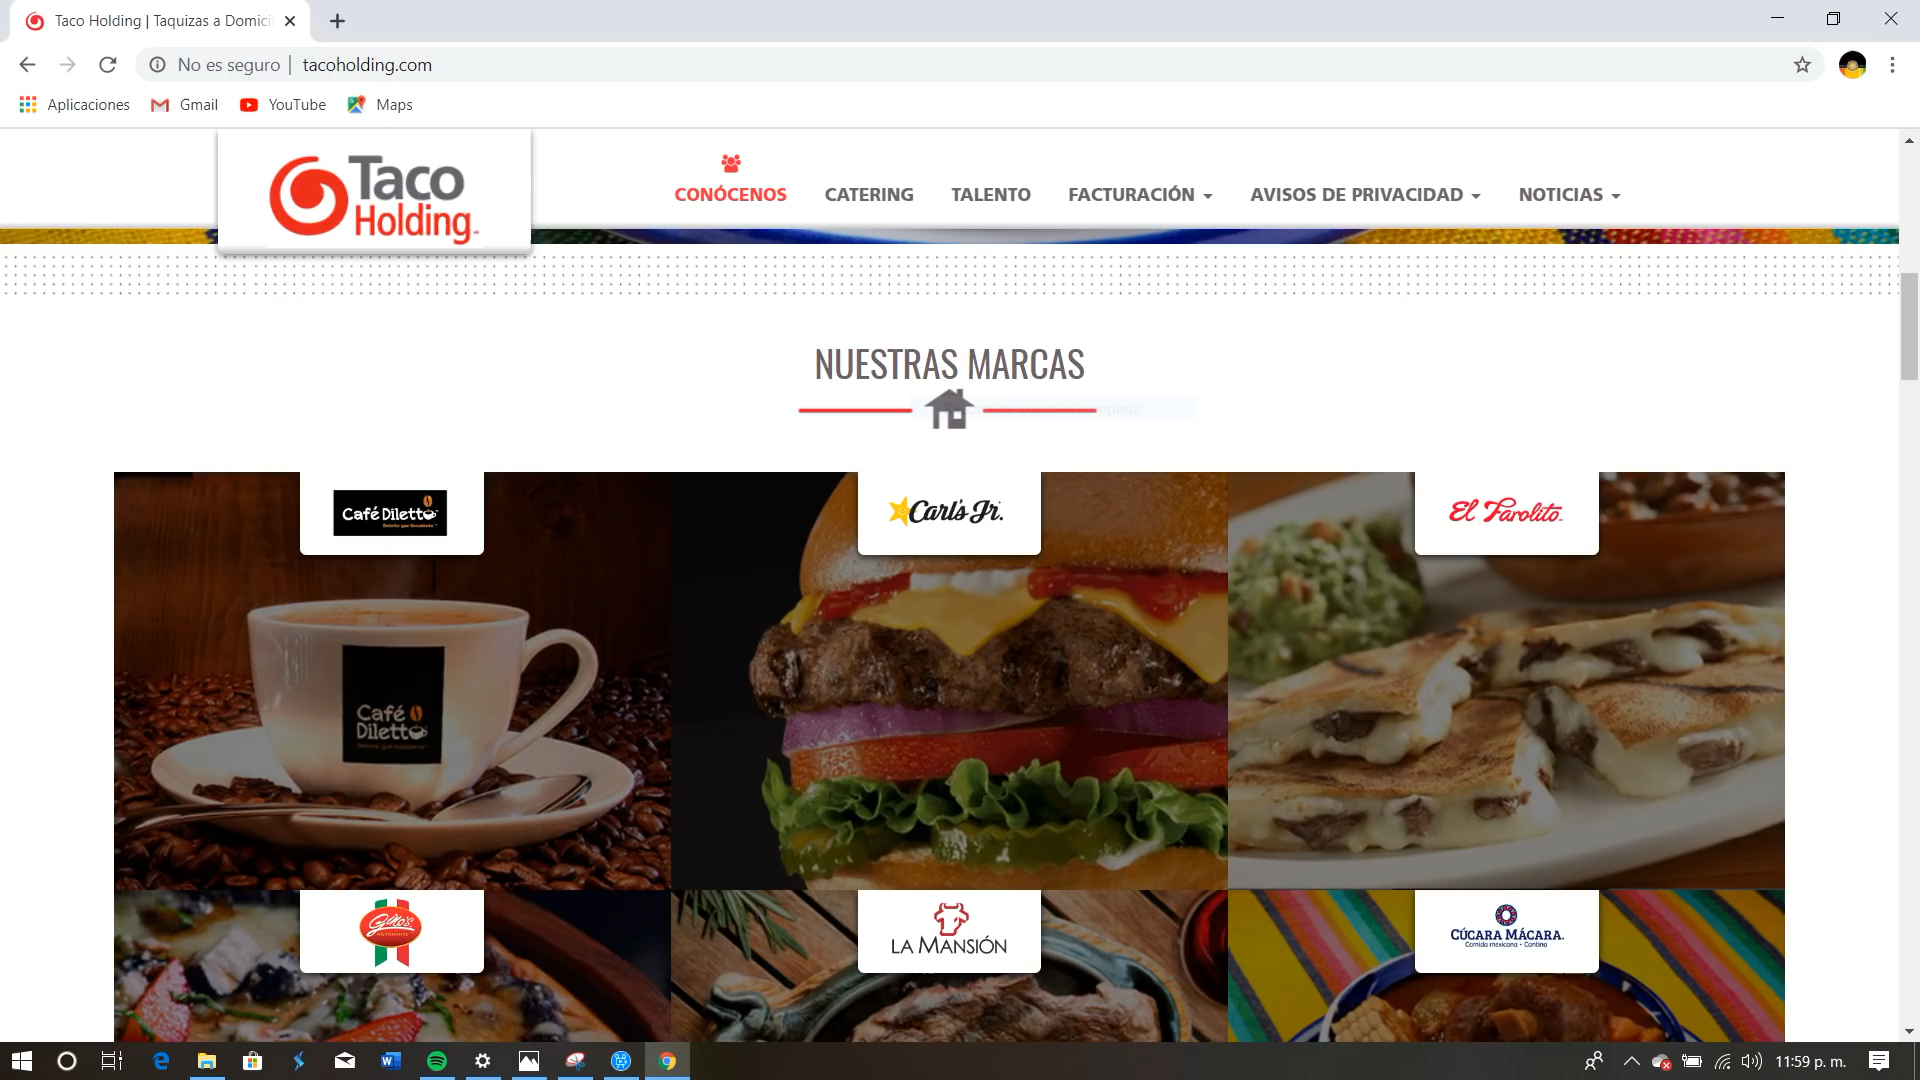 Taco Holding | Taquizas a Domici
No es seguro | tacoholding.com
Aplicaciones Gmail YouTube Maps
Taco
Holding
CONÓCENOS CATERING TALENTO FACTURACIÓN AVISOS DE PRIVACIDAD NOTICIAS
NUESTRAS MARCAS
Café Diletto
Carl's Jr.
El Farolito
Café
Diletto
Gino's
RISTORANTE
LA MANSIÓN
CÚCARA MÁCARA
Comida mexicana • Cantina
11:59 p. m.